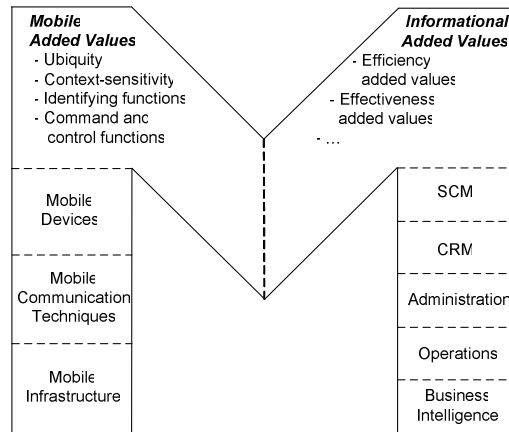 Mobile
Added Values
- Ubiquity
- Context-sensitivity
- Identifying functions
- Command and
control functions
Informational
Added Values
- Efficiency
added values
- Effectiveness
added values
- ...
Mobile
Devices
Mobile
Communication
Techniques
Mobile
Infrastructure
SCM
CRM
Administration
Operations
Business
Intelligence